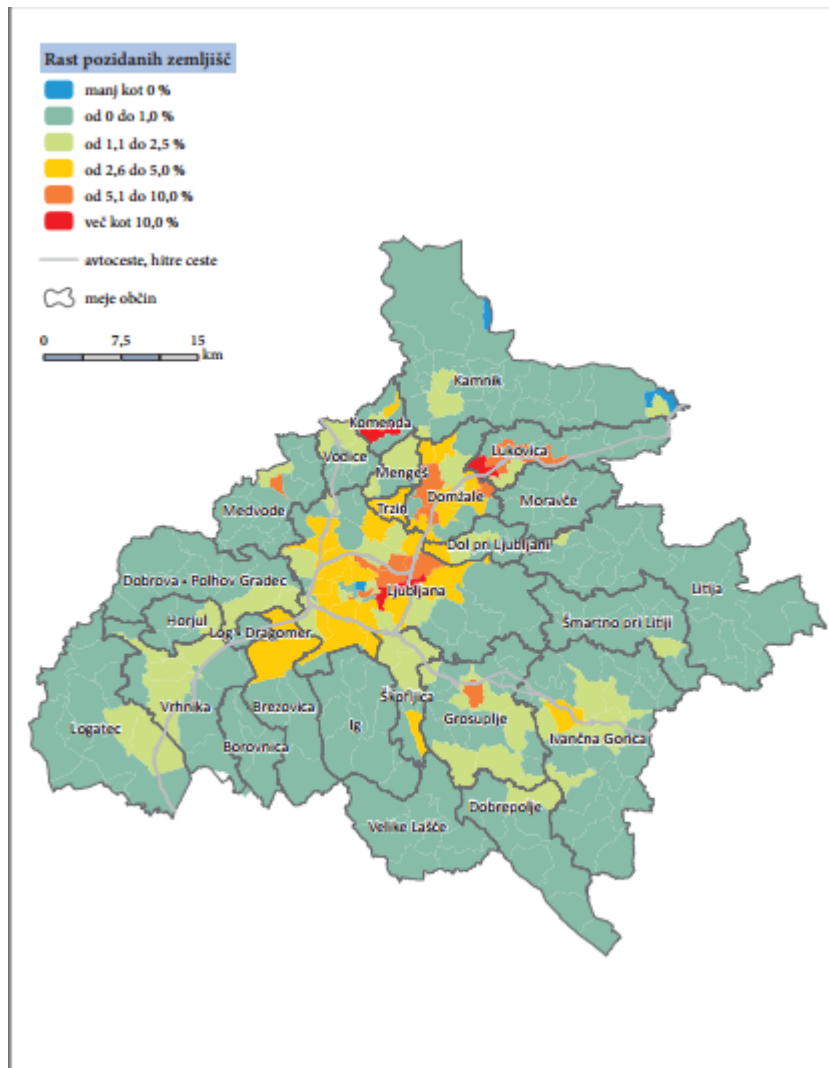 Rast pozidanih zemljišč
manj kot 0 %
od 0 do 1,0 %
od 1,1 do 2,5 %
od 2,6 do 5,0 %
od 5,1 do 10,0 %
več kot 10,0 %
avtoceste, hitre ceste
meje občin
0 7,5 15
km
Kamnik
Komenda
Lukovica
Vodice
Mengeš
Domžale
Moravče
Trzin
Medvode
Dol pri Ljubljani
Dobrova - Polhov Gradec
Ljubljana
Litija
Horjul
Šmartno pri Litiji
Log - Dragomer
Škofljica
Vrhnika
Brezovica
Logatec
Ig
Grosuplje
Ivančna Gorica
Borovnica
Dobrepolje
Velike Lašče